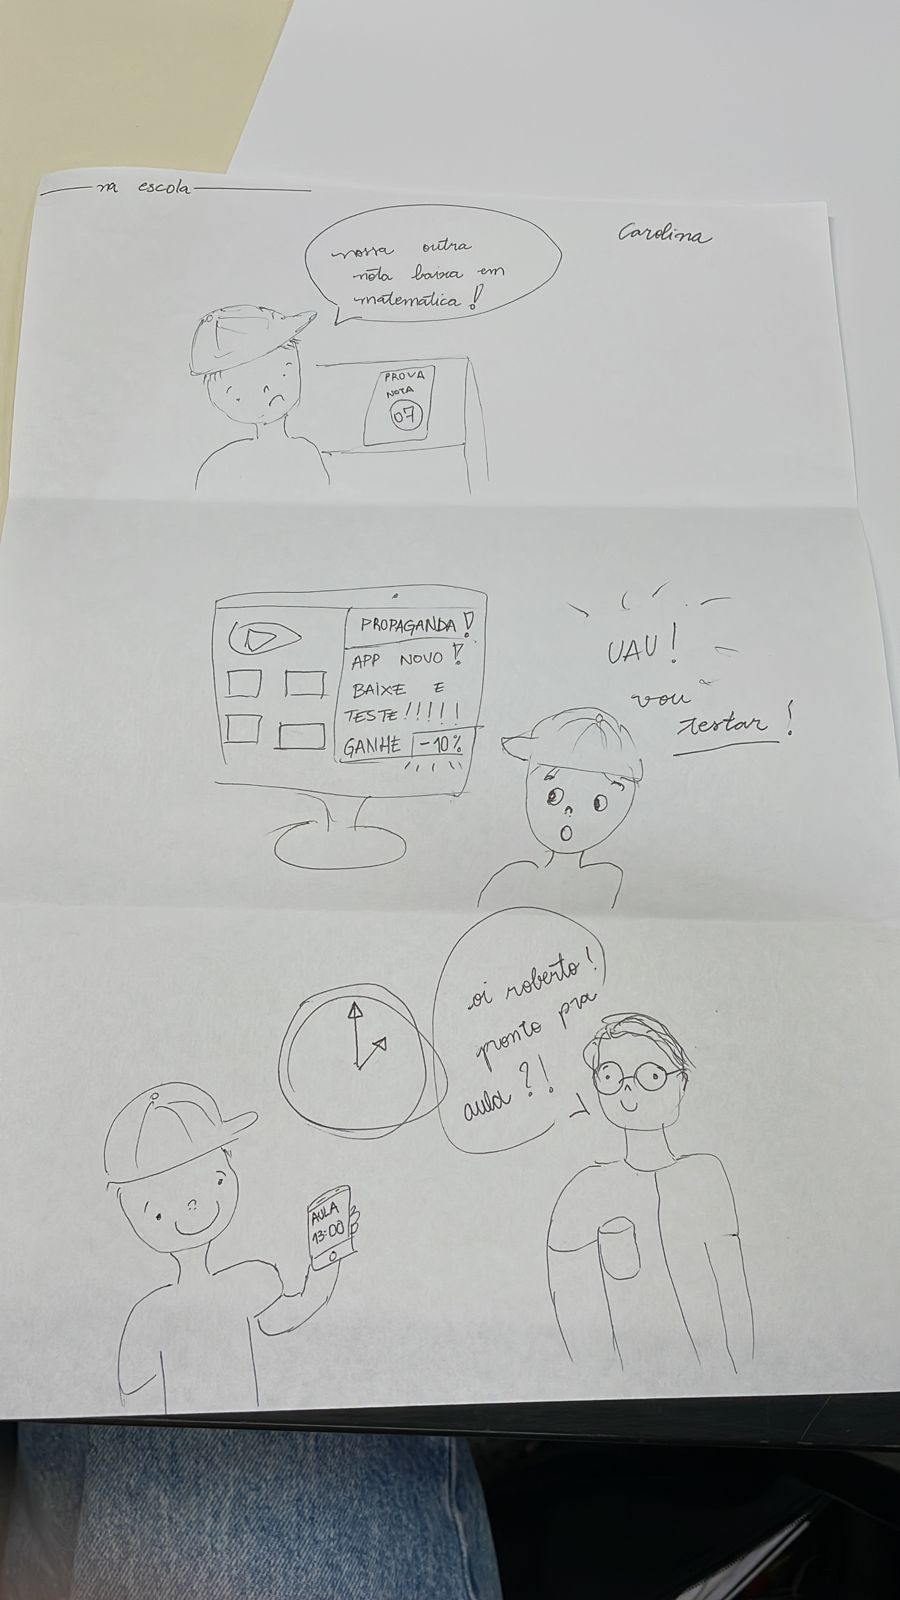 na escola
Carolina
nossa outra
nota baixa em
matemática!
PROVA
NOTA
07
PROPAGANDA!
APP NOVO!
BAIXE E
TESTE!!!!!
GANHE -10%
UAU!
vou
testar!
oi roberto!
pronto pra
aula?!
AULA
13:00